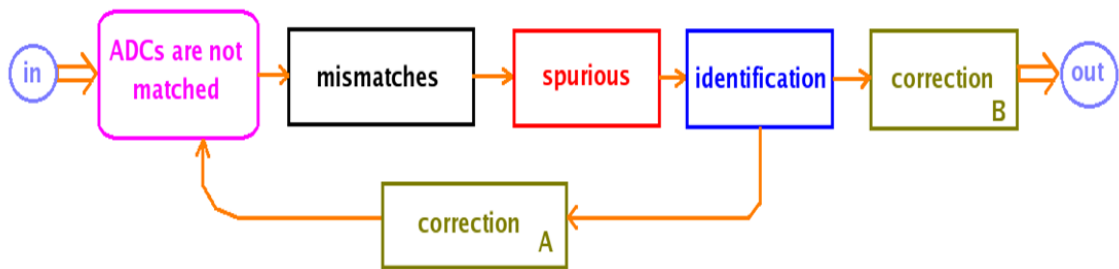 in
ADCs are not
matched
mismatches
spurious
identification
correction
B
out
correction
A